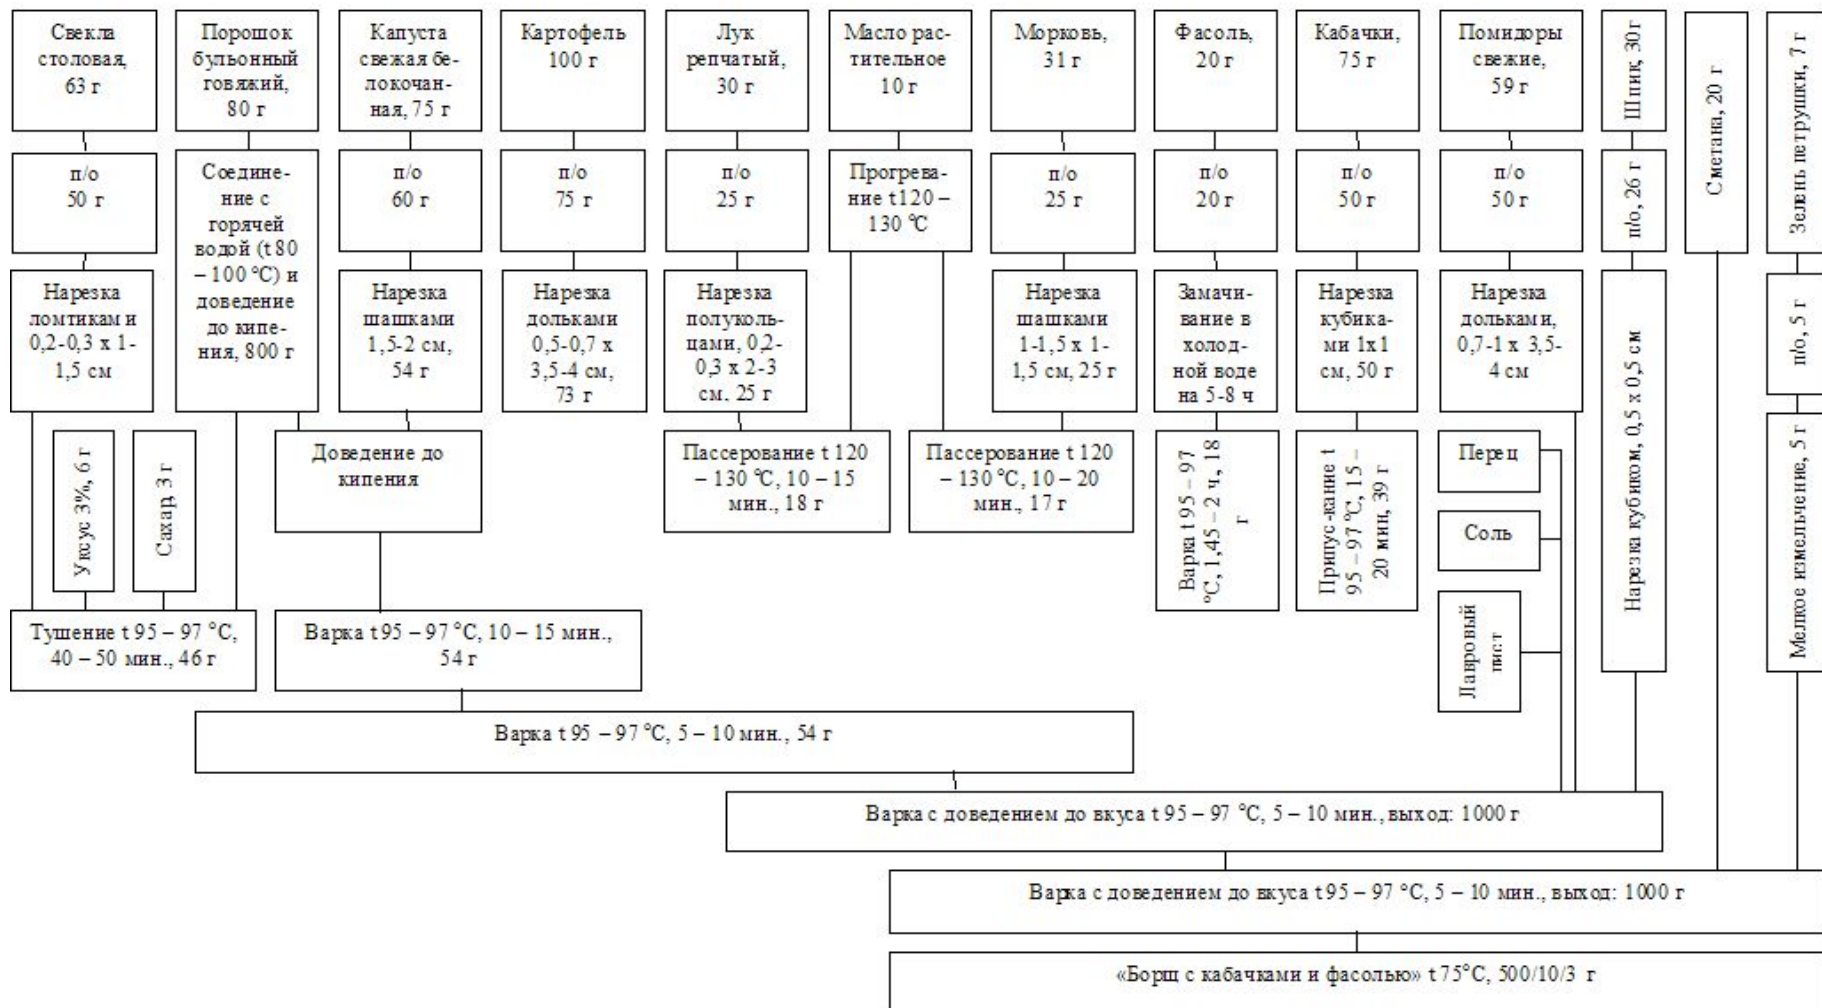 Свекла
столовая,
63 г
Порошок
бульонный
говяжий,
80 г
Капуста
свежая бе-
локочан-
ная, 75 г
Картофель
100 г
Лук
репчатый,
30 г
Масло рас-
тительное
10 г
Морковь,
31 г
Фасоль,
20 г
Кабачки,
75 г
Помидоры
свежие,
59 г
Шпик, 30г
Сметана, 20 г
Зелень петрушки, 7 г
п/о
50 г
Соедине-
ние с
горячей
водой (t 80
– 100 °С) и
доведение
до кипе-
ния, 800 г
п/о
60 г
п/о
75 г
п/о
25 г
Прогрева-
ние t120 –
130 °С
п/о
25 г
п/о
20 г
п/о
50 г
п/о
50 г
п/о, 26 г
Нарезка
ломтиками
0,2-0,3 х 1-
1,5 см
Нарезка
шашками
1,5-2 см,
54 г
Нарезка
дольками
0,5-0,7 х
3,5-4 см,
73 г
Нарезка
полуколь-
цами, 0,2-
0,3 х 2-3
см, 25 г
Нарезка
шашками
1-1,5 х 1-
1,5 см, 25 г
Замачи-
вание в
холод-
ной воде
на 5-8 ч
Нарезка
кубика-
ми 1х1
см, 50 г
Нарезка
дольками,
0,7-1 х 3,5-
4 см
Нарезка кубиком, 0,5 х 0,5 см
п/о, 5 г
Уксус 3%, 6 г
Сахар, 3 г
Доведение до
кипения
Пассерование t 120
– 130 °С, 10 – 15
мин., 18 г
Пассерование t 120
– 130 °С, 10 – 20
мин., 17 г
Варка t 95 – 97
°С, 1,45 – 2 ч, 18
г
Припус-кание t
95 – 97 °С, 15 –
20 мин, 39 г
Перец
Соль
Лавровый
лист
Мелкое измельчение, 5 г
Тушение t 95 – 97 °С,
40 – 50 мин., 46 г
Варка t 95 – 97 °С, 10 – 15 мин.,
54 г
Варка t 95 – 97 °С, 5 – 10 мин., 54 г
Варка с доведением до вкуса t 95 – 97 °С, 5 – 10 мин., выход: 1000 г
Варка с доведением до вкуса t 95 – 97 °С, 5 – 10 мин., выход: 1000 г
«Борщ с кабачками и фасолью» t 75°С, 500/10/3 г